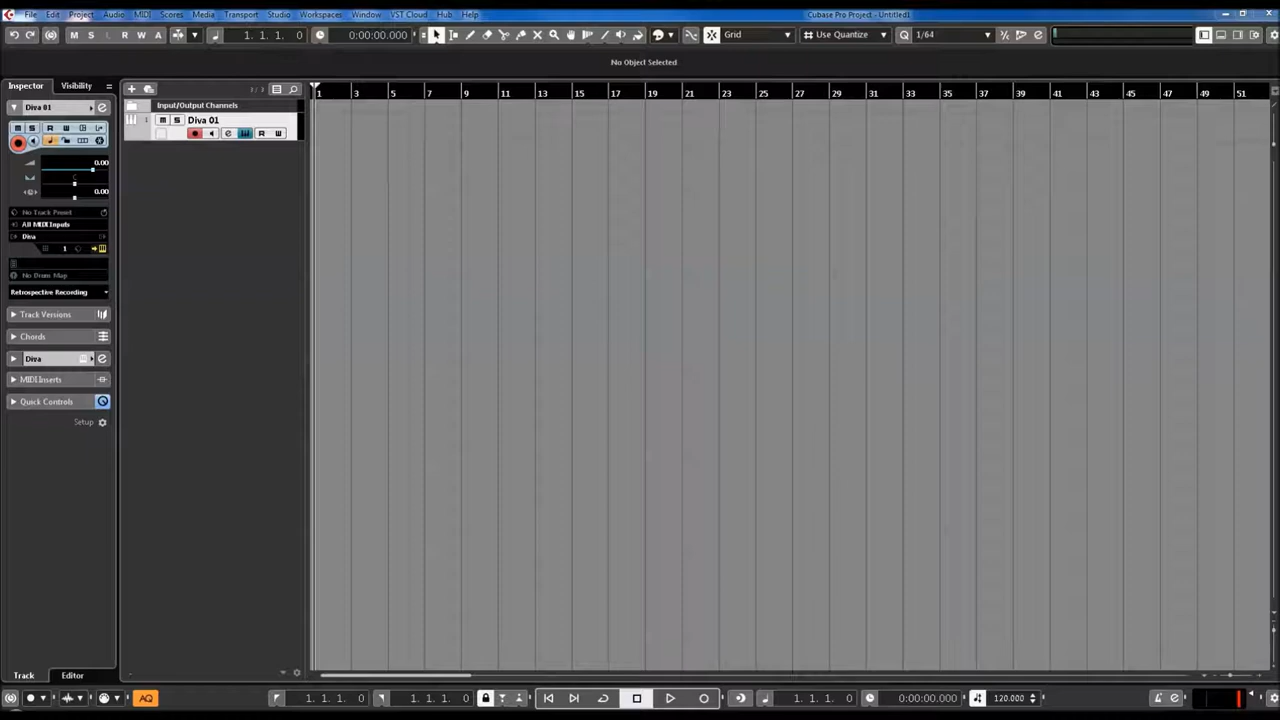 File Edit Project Audio MIDI Scores Media Transport Studio Workspaces Window VST Cloud Hub Help
Cubase Pro Project - Untitled1
M S L R W A
1. 1. 1. 0
0:00:00.000
Grid
Use Quantize
Q 1/64
No Object Selected
Inspector Visibility
Diva 01
M S R W
0.00
C
0.00
No Track Preset
All MIDI Inputs
Diva
1
No Drum Map
Retrospective Recording
Track Versions
Chords
Diva
MIDI Inserts
Quick Controls
Setup
Track Editor
Input/Output Channels
1 M S Diva 01
R W
1 3 5 7 9 11 13 15 17 19 21 23 25 27 29 31 33 35 37 39 41 43 45 47 49 51
AQ
1. 1. 1. 0
1. 1. 1. 0
1. 1. 1. 0
0:00:00.000
120.000